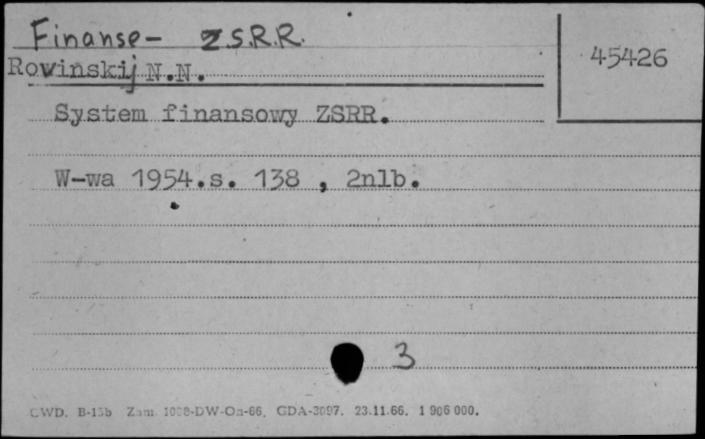 Finanse- Z.S.R.R.
45426
Rowinskij N.N.
System finansowy ZSRR.
W-wa 1954.s. 138 , 2nlb.
3
CWD. B-15b Zam. 1008-DW-On-66. GDA-3097. 23.11.66. 1 906 000.